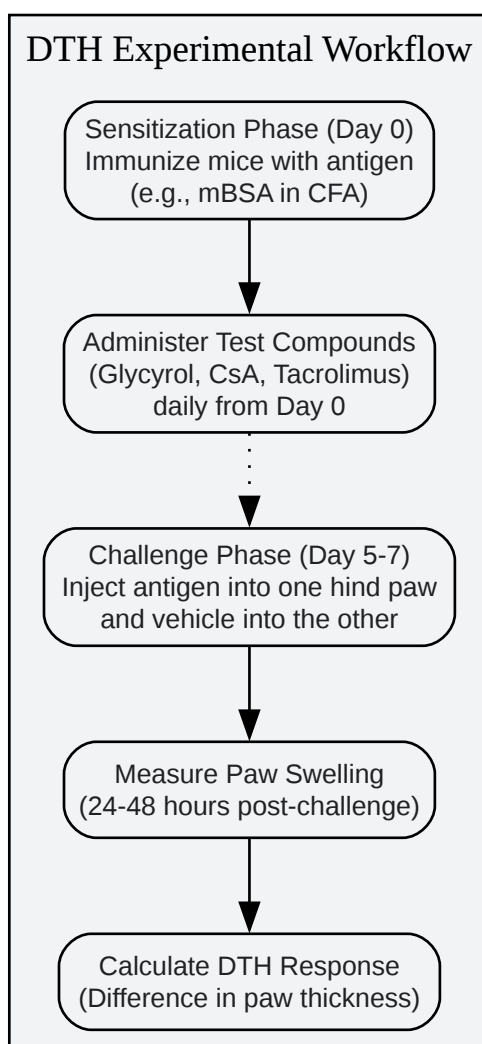 DTH Experimental Workflow
Sensitization Phase (Day 0)
Immunize mice with antigen
(e.g., mBSA in CFA)
Administer Test Compounds
(Glycyrol, CsA, Tacrolimus)
daily from Day 0
Challenge Phase (Day 5-7)
Inject antigen into one hind paw
and vehicle into the other
Measure Paw Swelling
(24-48 hours post-challenge)
Calculate DTH Response
(Difference in paw thickness)